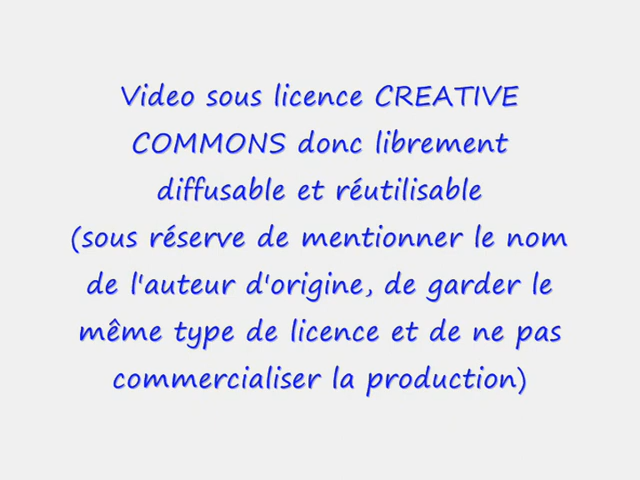 Video sous licence CREATIVE
COMMONS donc librement
diffusable et réutilisable
(sous réserve de mentionner le nom
de l'auteur d'origine, de garder le
même type de licence et de ne pas
commercialiser la production)